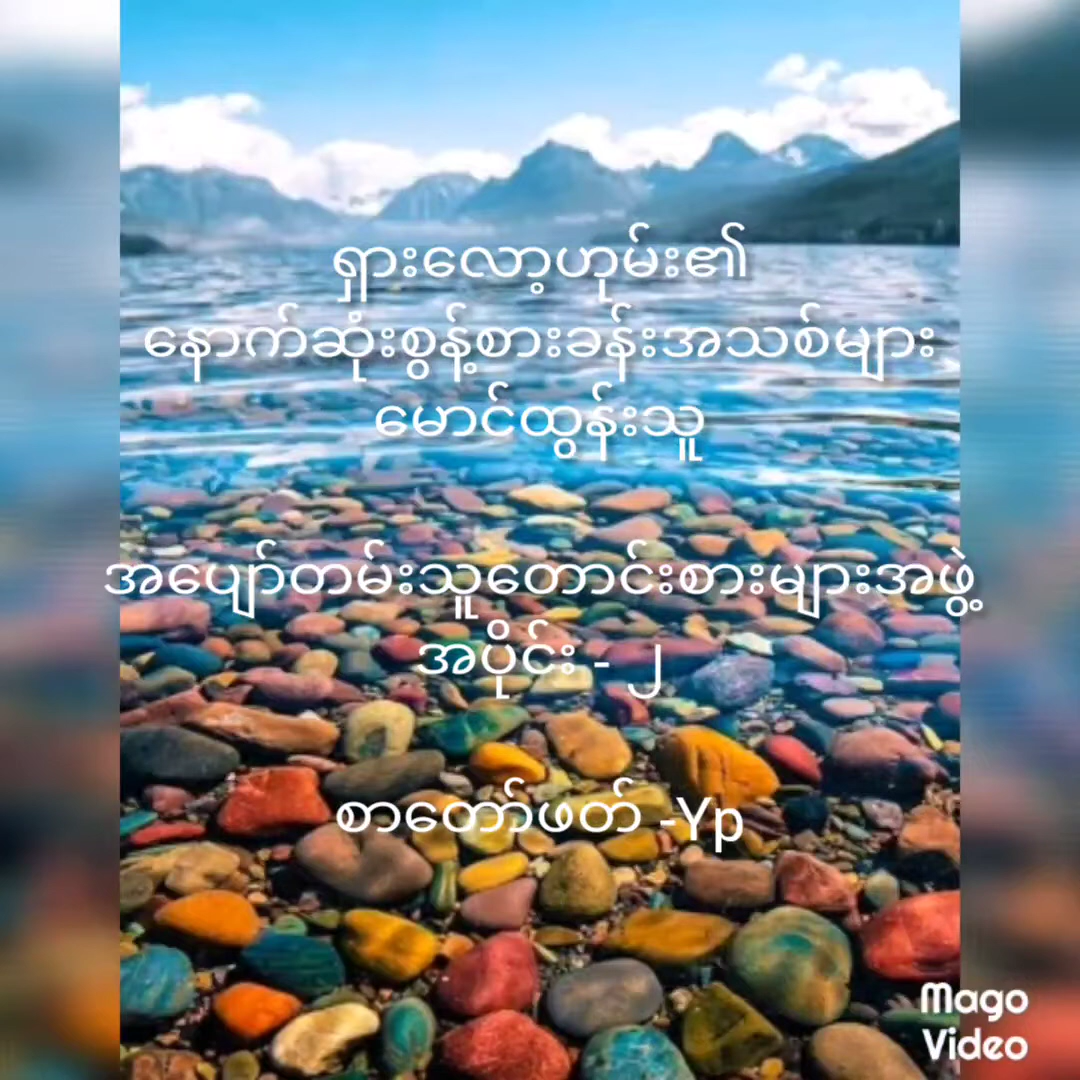 ရှားလော့ဟုမ်း၏
နောက်ဆုံးစွန့်စားခန်းအသစ်များ
မောင်ထွန်းသူ
အပျော်တမ်းသူတောင်းစားများအဖွဲ့
အပိုင်း - ၂
စာတော်ဖတ် -Yp
Mago
Video